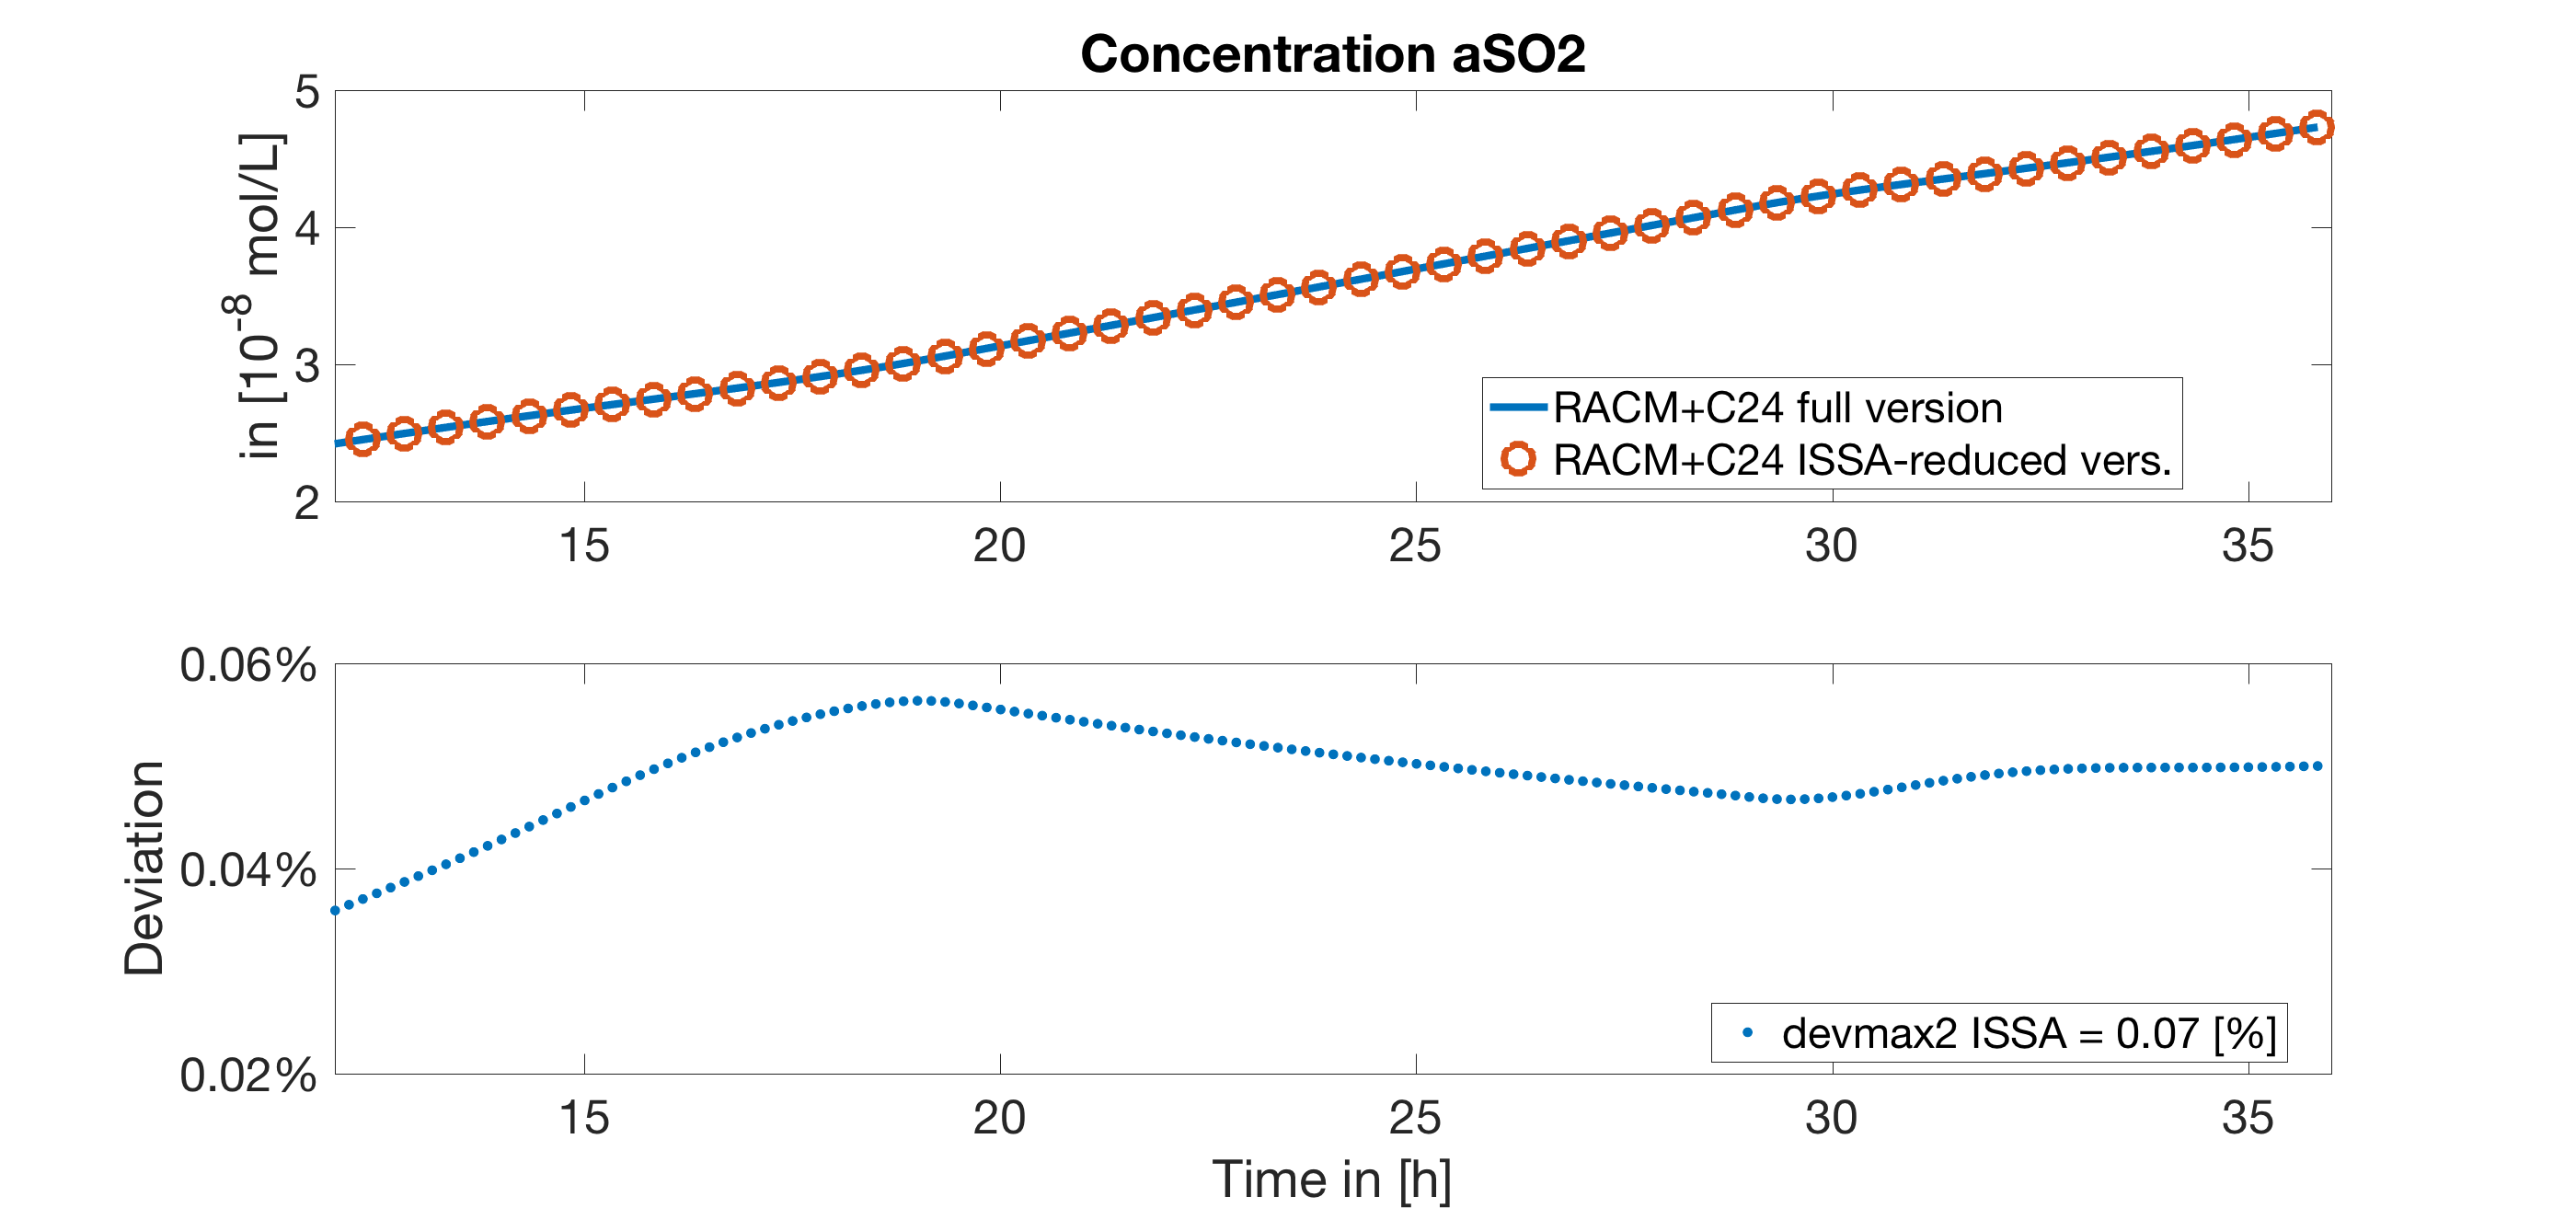 Concentration aSO2
in [10^-8 mol/L]
5
4
3
2
15 20 25 30 35
RACM+C24 full version
RACM+C24 ISSA-reduced vers.
Deviation
0.06%
0.04%
0.02%
devmax2 ISSA = 0.07 [%]
15 20 25 30 35
Time in [h]